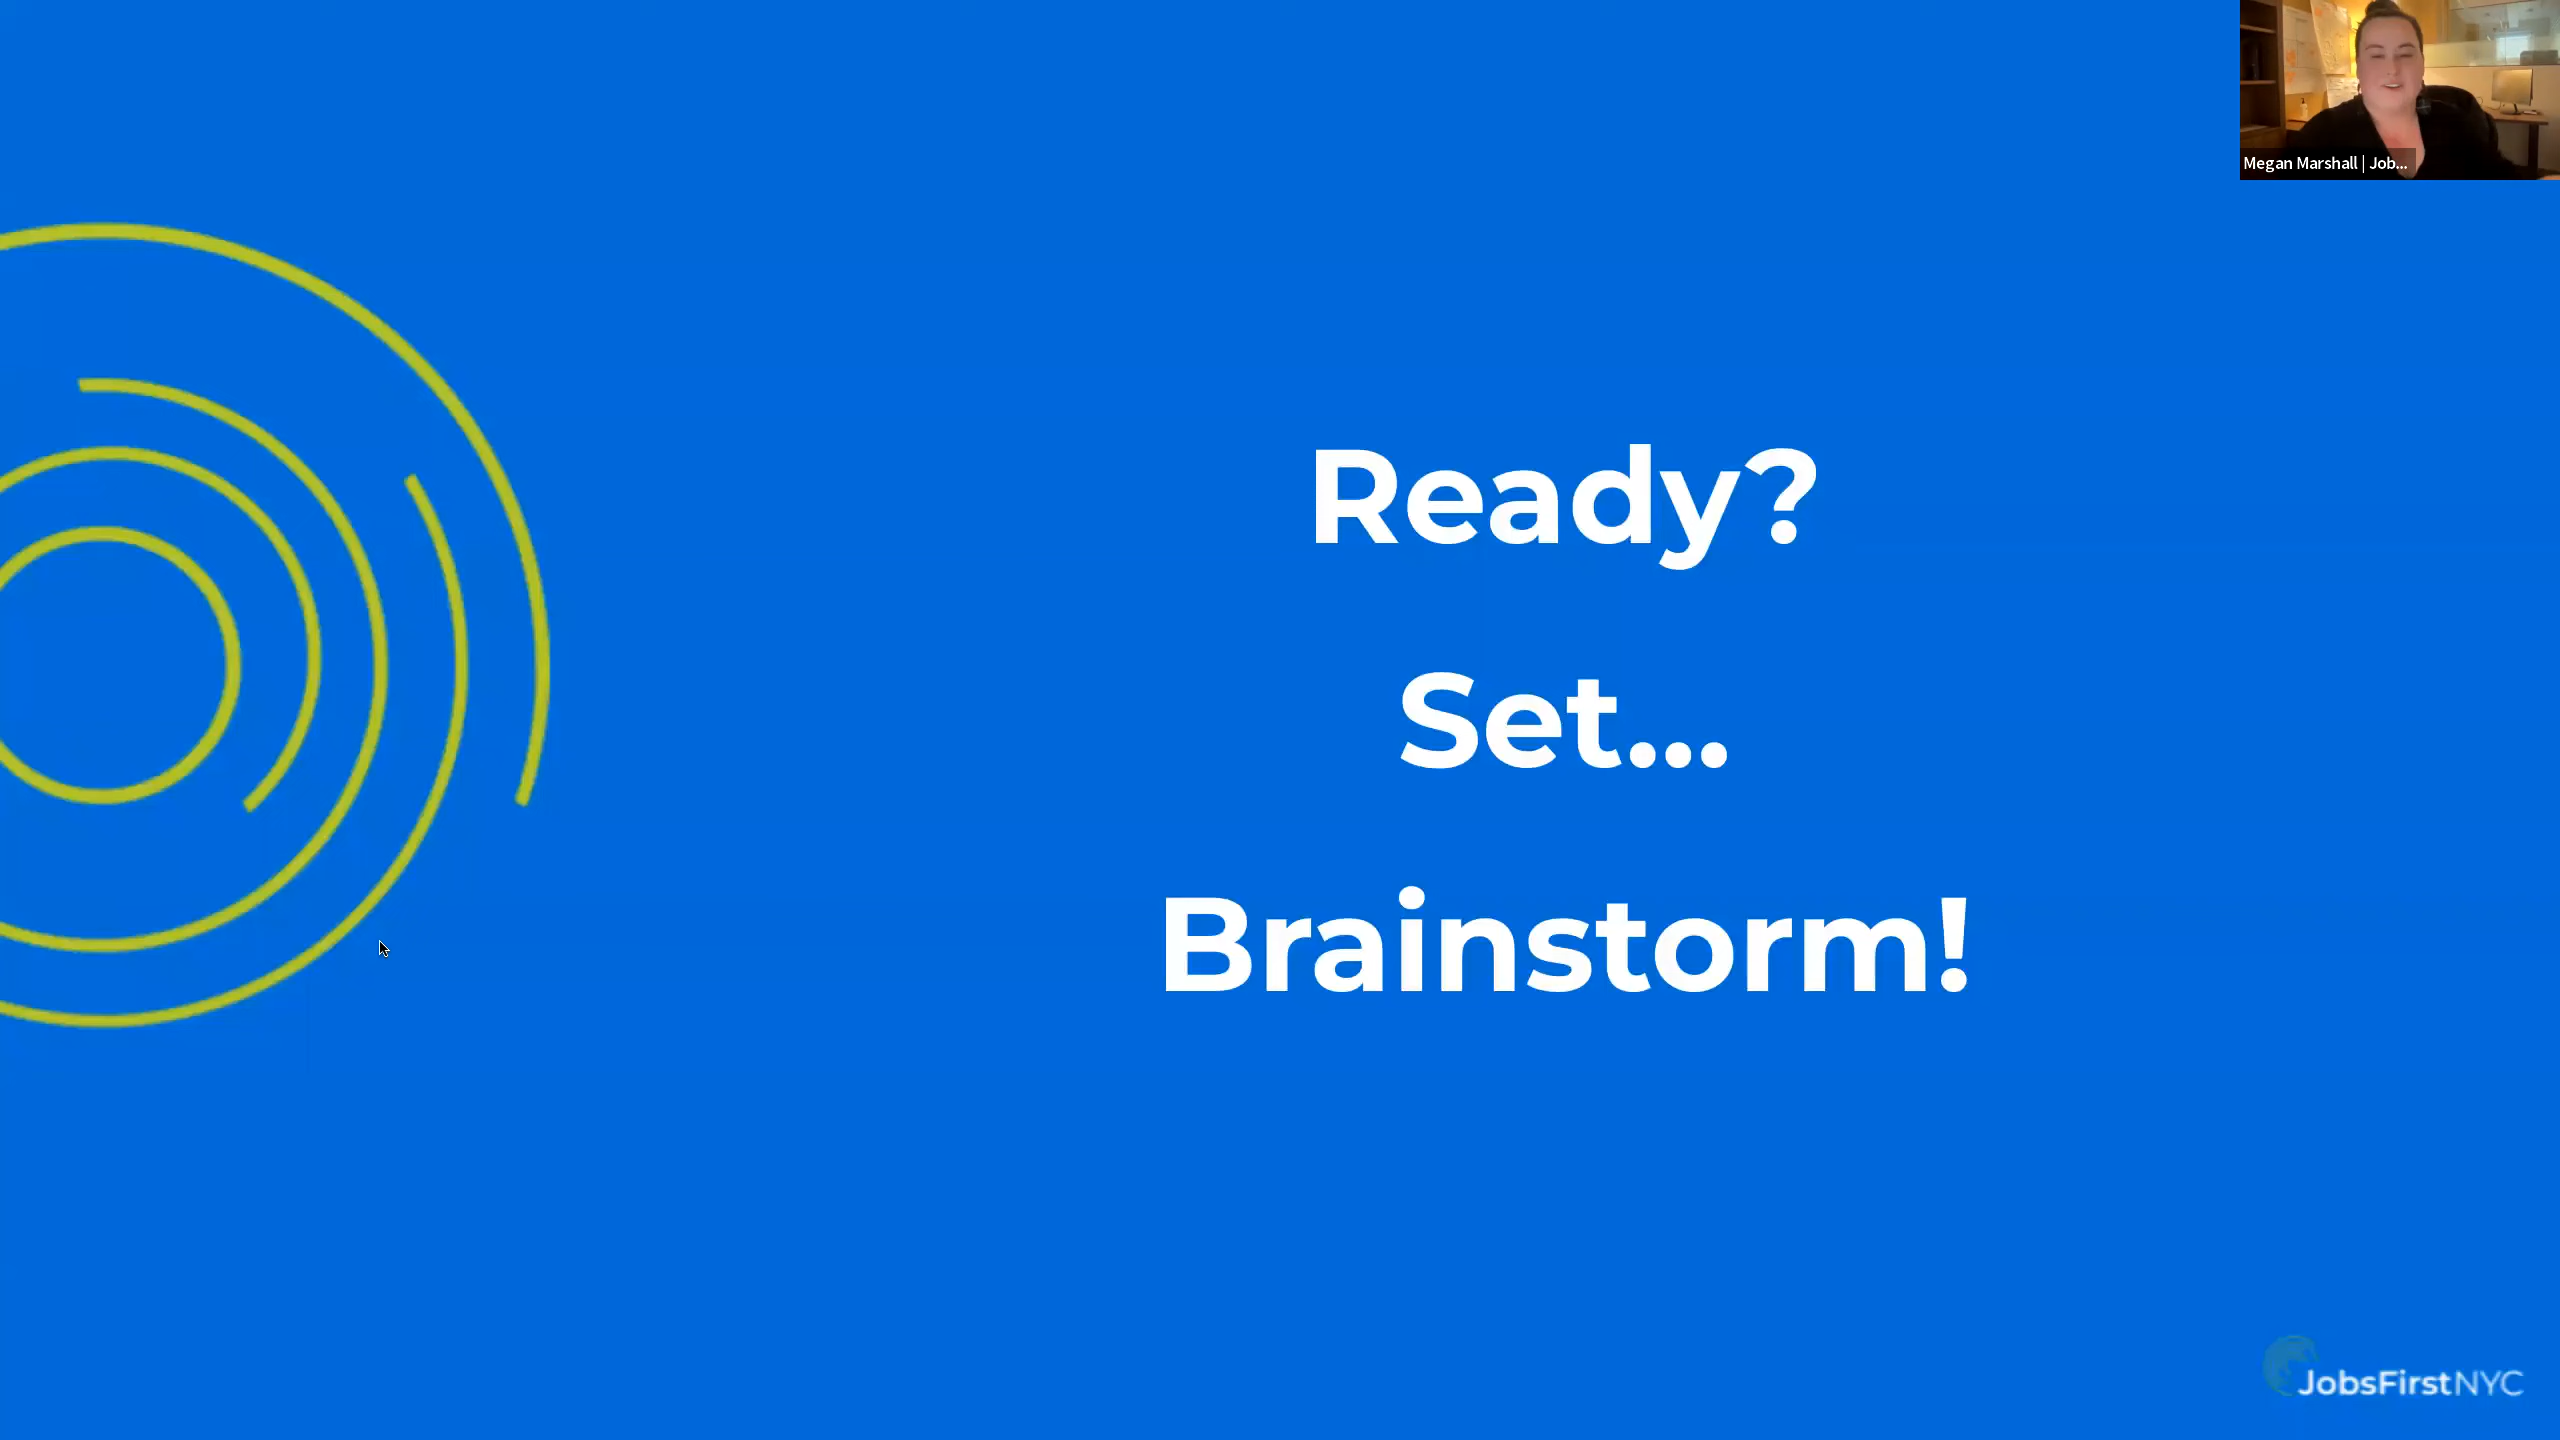 Megan Marshall | Job...
Ready?
Set...
Brainstorm!
JobsFirstNYC